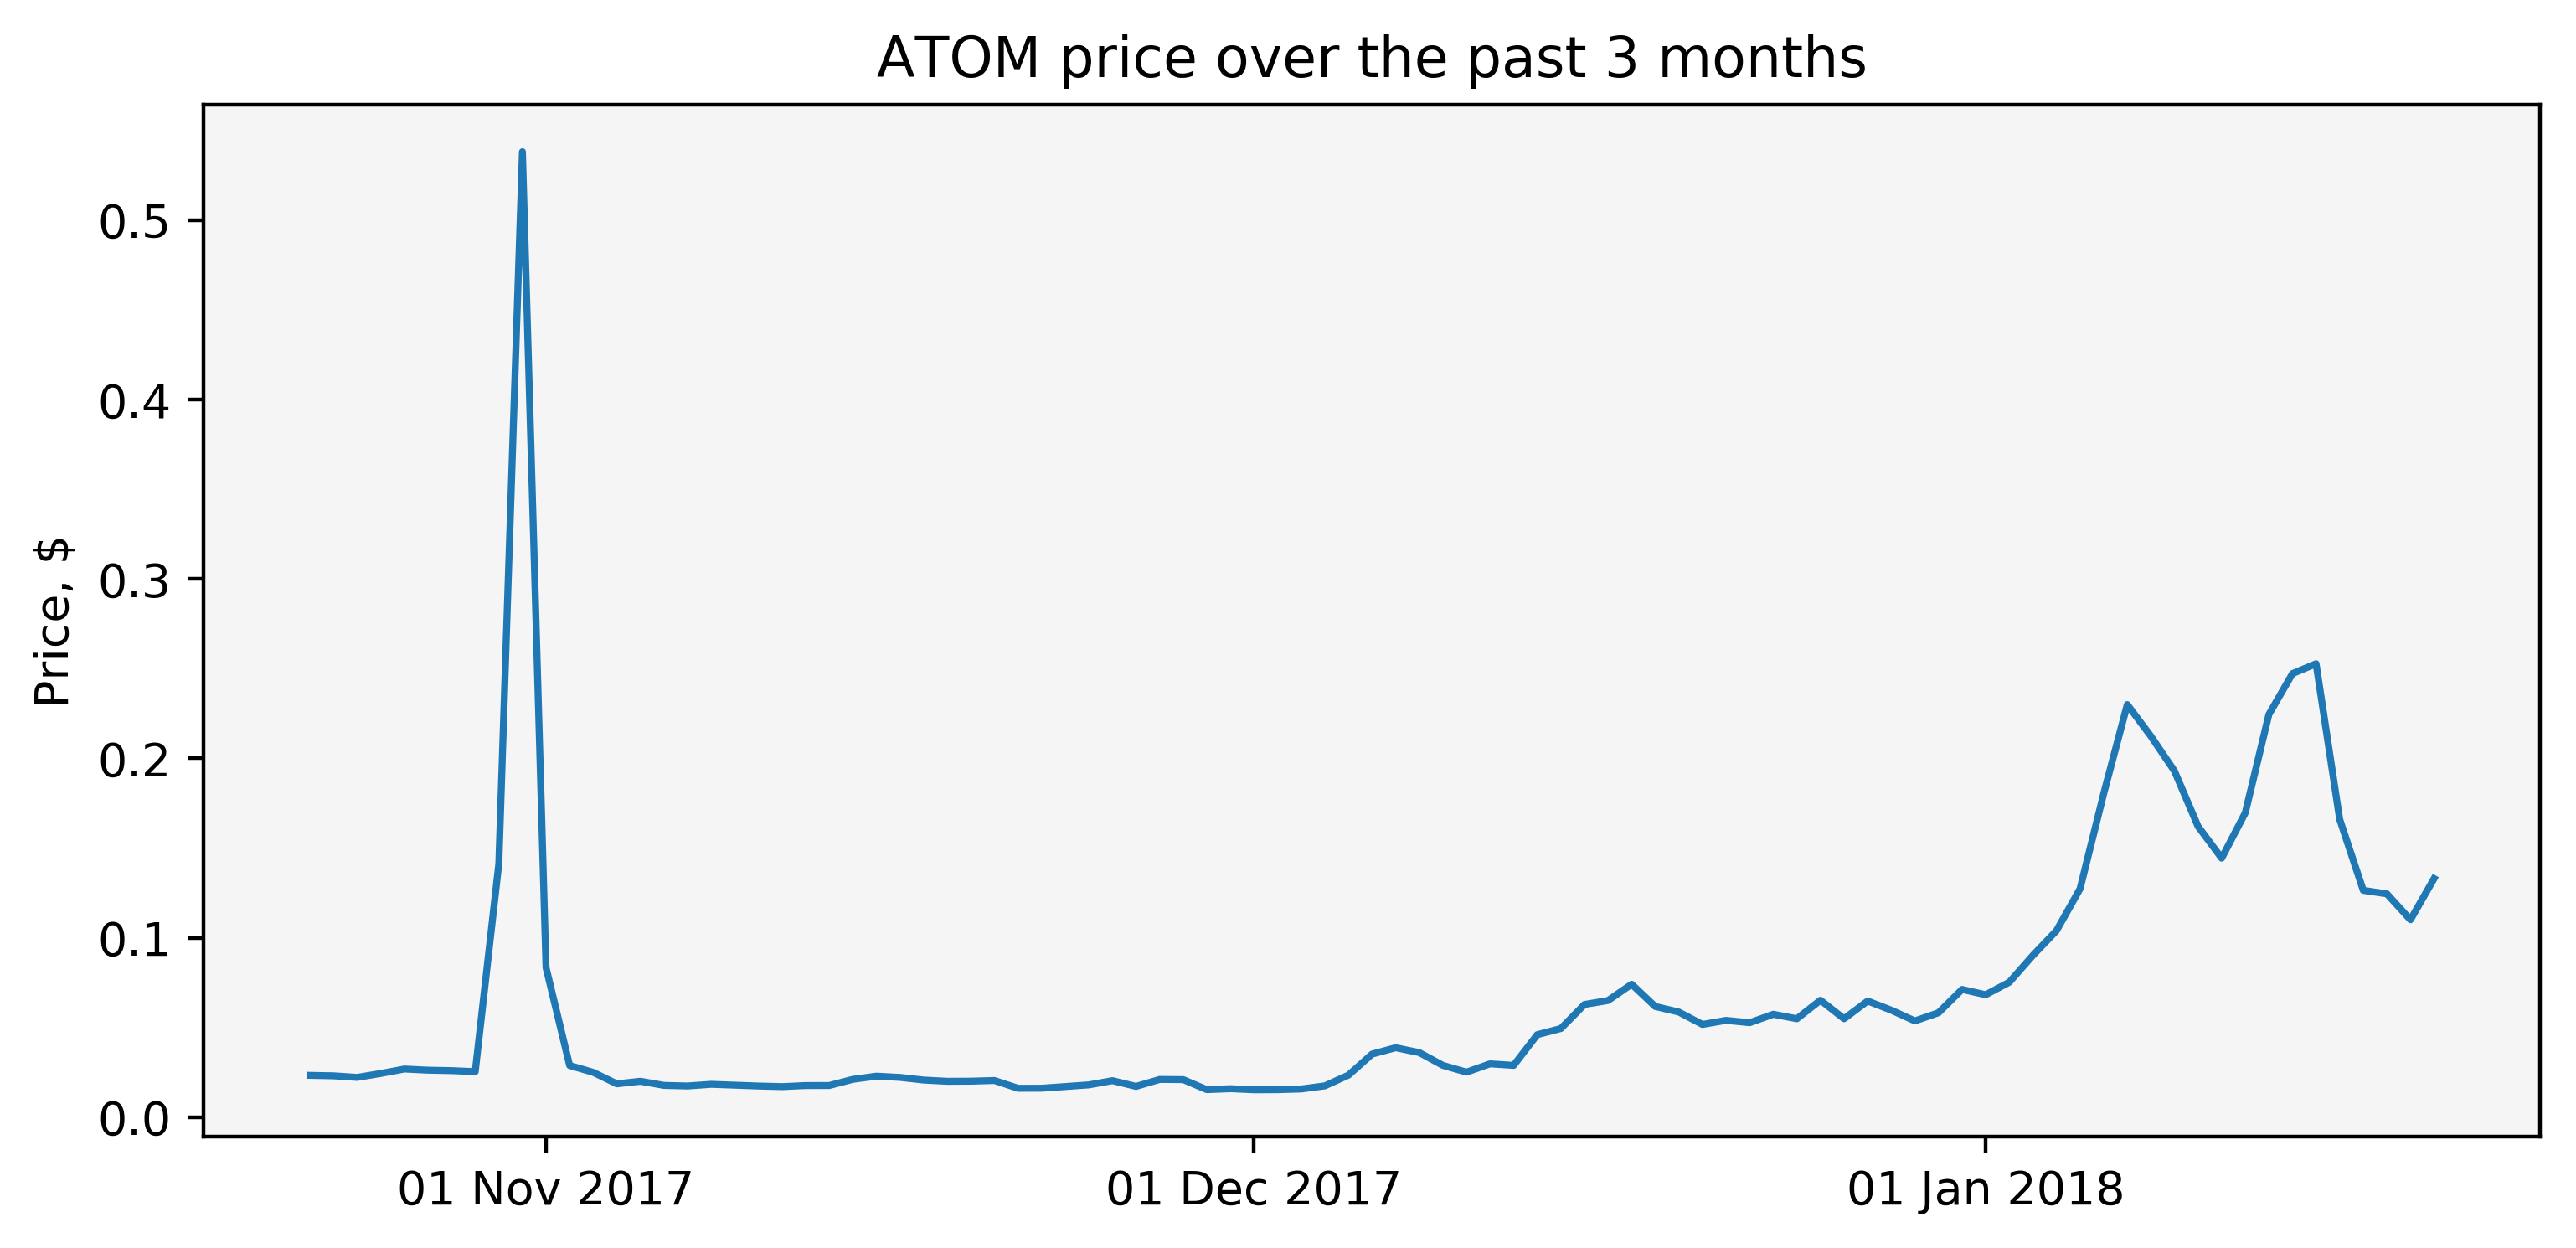 ATOM price over the past 3 months
Price, $
0.5
0.4
0.3
0.2
0.1
0.0
01 Nov 2017
01 Dec 2017
01 Jan 2018